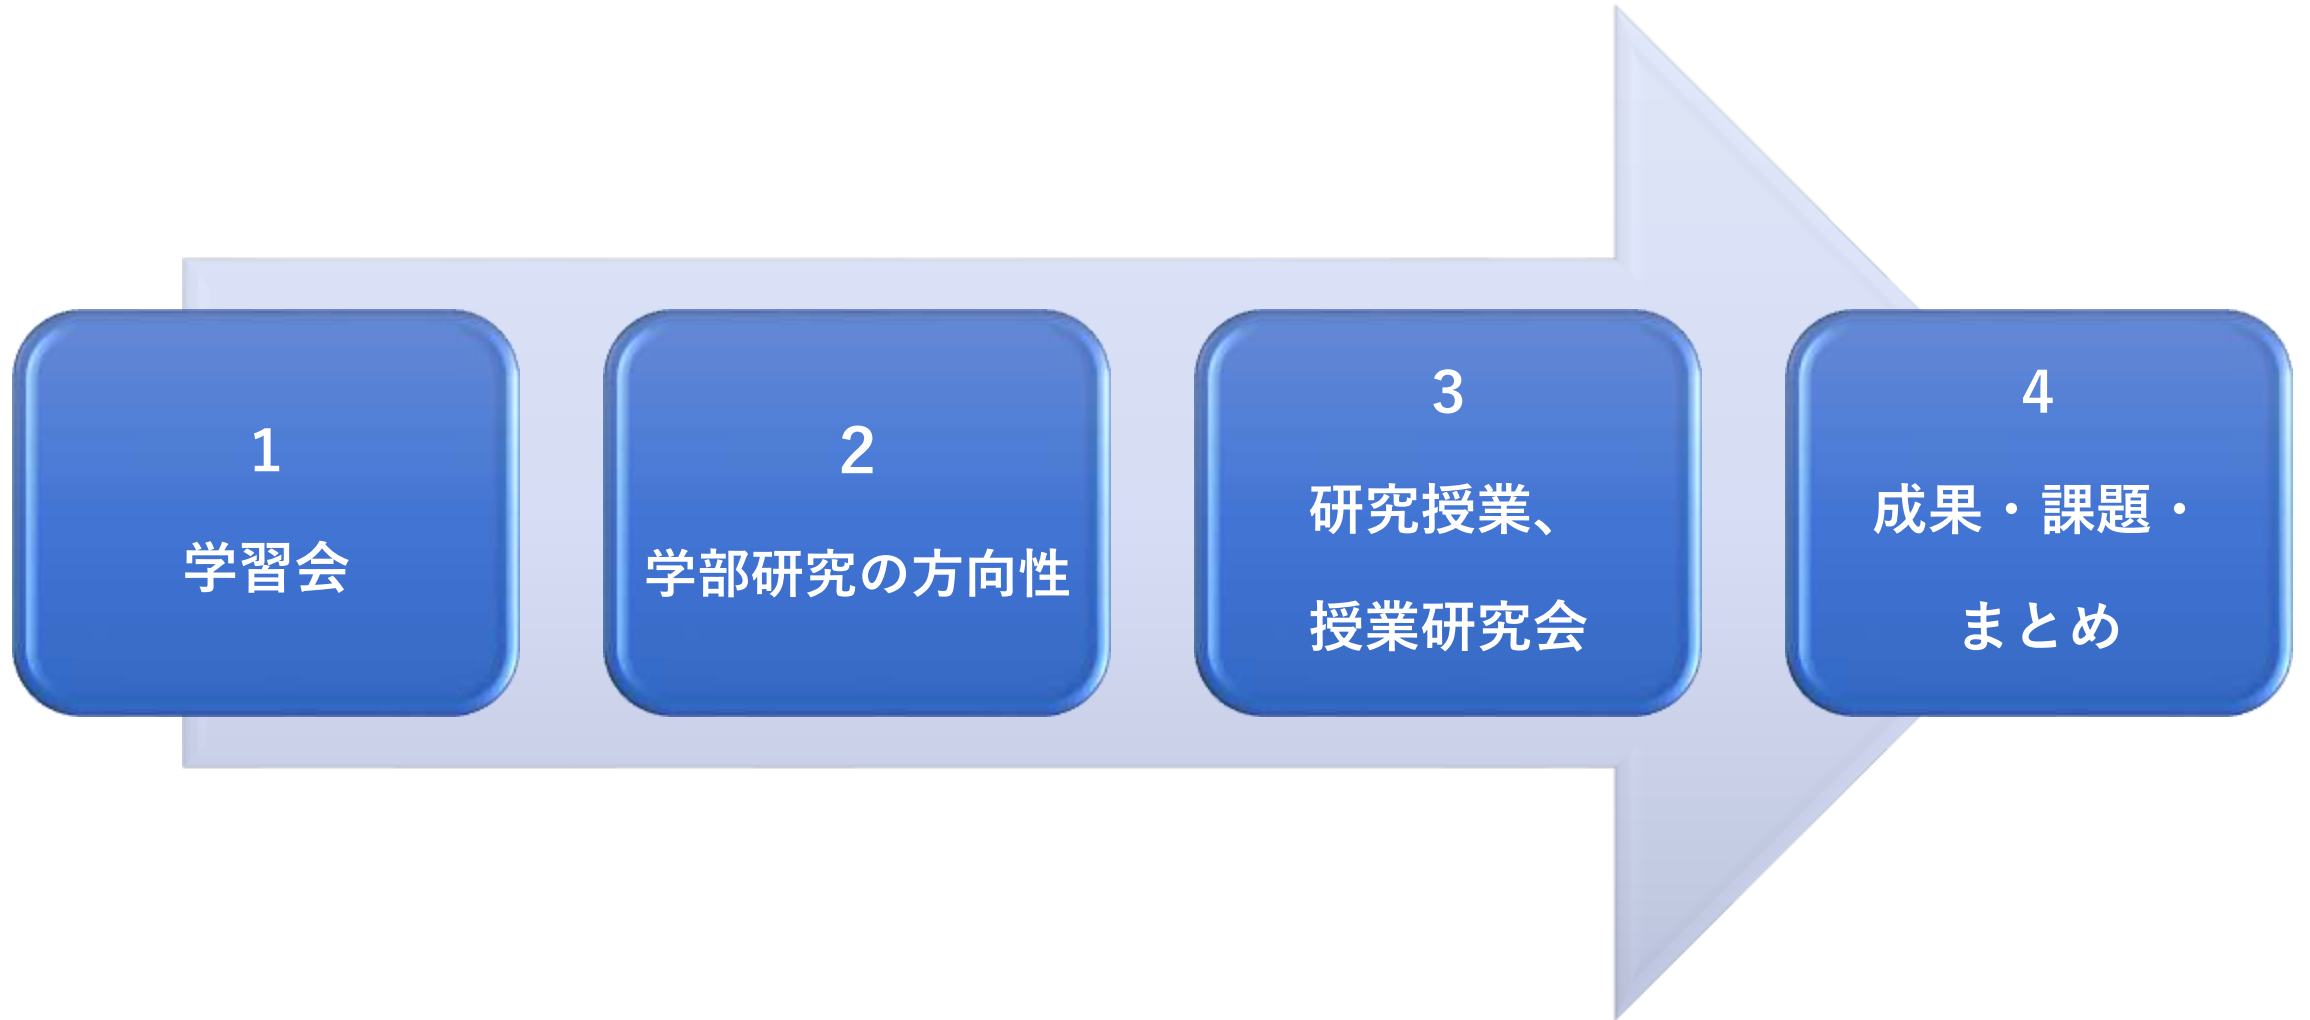 1
学習会
2
学部研究の方向性
3
研究授業、
授業研究会
4
成果・課題・
まとめ